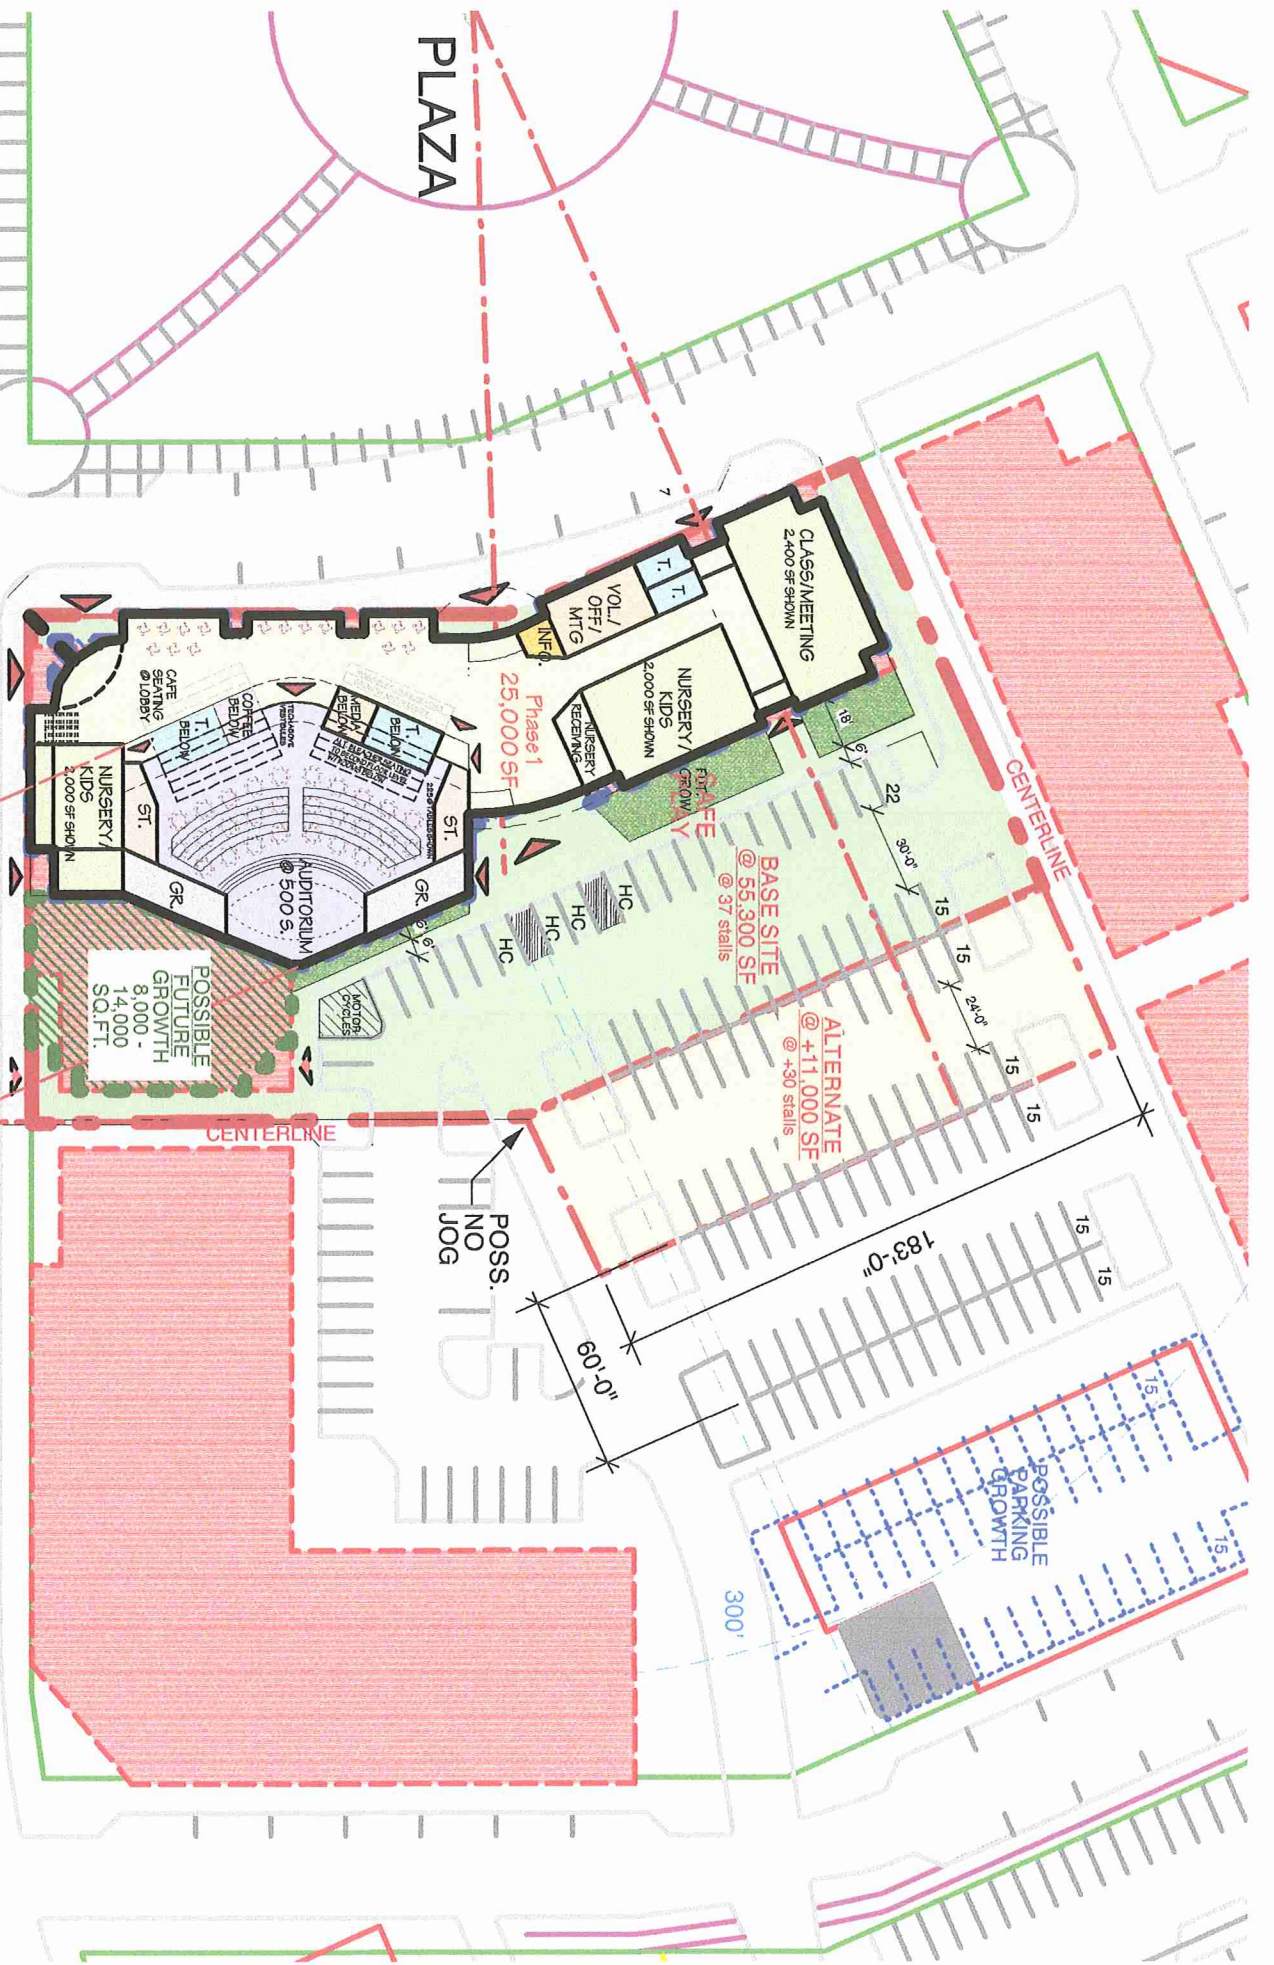 PLAZA
7
CLASS/MEETING
2,400 SF SHOWN
T.
T.
VOL./
OFF/
MTG
INFO.
NURSERY/
KIDS
2,000 SF SHOWN
NURSERY
RECEIVING
Phase1
25,000 SF
CAFE
SEATING
@ LOBBY
T.
BELOW
COFFEE
BELOW
MEDIA
BELOW
T.
BELOW
NURSERY/
KIDS
2,000 SF SHOWN
ST.
ST.
GR.
GR.
AUDITORIUM
@ 500 S.
18'
6'
22
30'-0"
15
15
24'-0"
15
15
CENTERLINE
BASE SITE
@ 55,300 SF
@ 37 stalls
HC
HC
HC
HC
6' 6'
MOTOR
CYCLES
ALTERNATE
@ +11,000 SF
@ +30 stalls
POSSIBLE
FUTURE
GROWTH
8,000 -
14,000
SQ.FT.
CENTERLINE
POSS.
NO
JOG
183'-0"
60'-0"
15
15
15
15
POSSIBLE
PARKING
GROWTH
300'